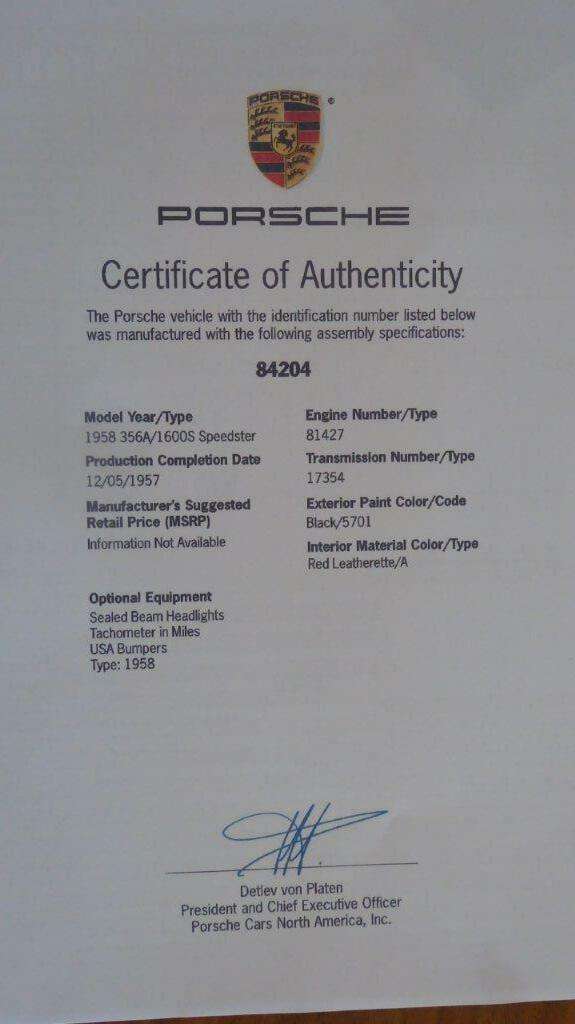 PORSCHE ®
PORSCHE
Certificate of Authenticity
The Porsche vehicle with the identification number listed below
was manufactured with the following assembly specifications:
84204
Model Year/Type
1958 356A/1600S Speedster
Production Completion Date
12/05/1957
Manufacturer's Suggested
Retail Price (MSRP)
Information Not Available
Engine Number/Type
81427
Transmission Number/Type
17354
Exterior Paint Color/Code
Black/5701
Interior Material Color/Type
Red Leatherette/A
Optional Equipment
Sealed Beam Headlights
Tachometer in Miles
USA Bumpers
Type: 1958
Detlev von Platen
President and Chief Executive Officer
Porsche Cars North America, Inc.